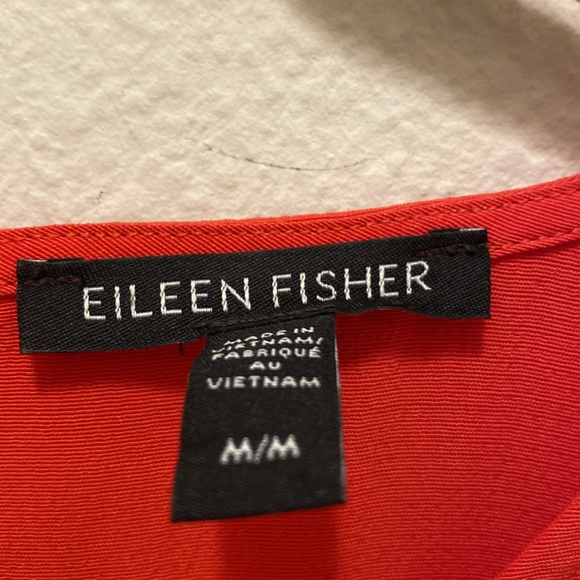 EILEEN FISHER
MADE IN
VIETNAM/
FABRIQUÉ
AU
VIETNAM
M/M